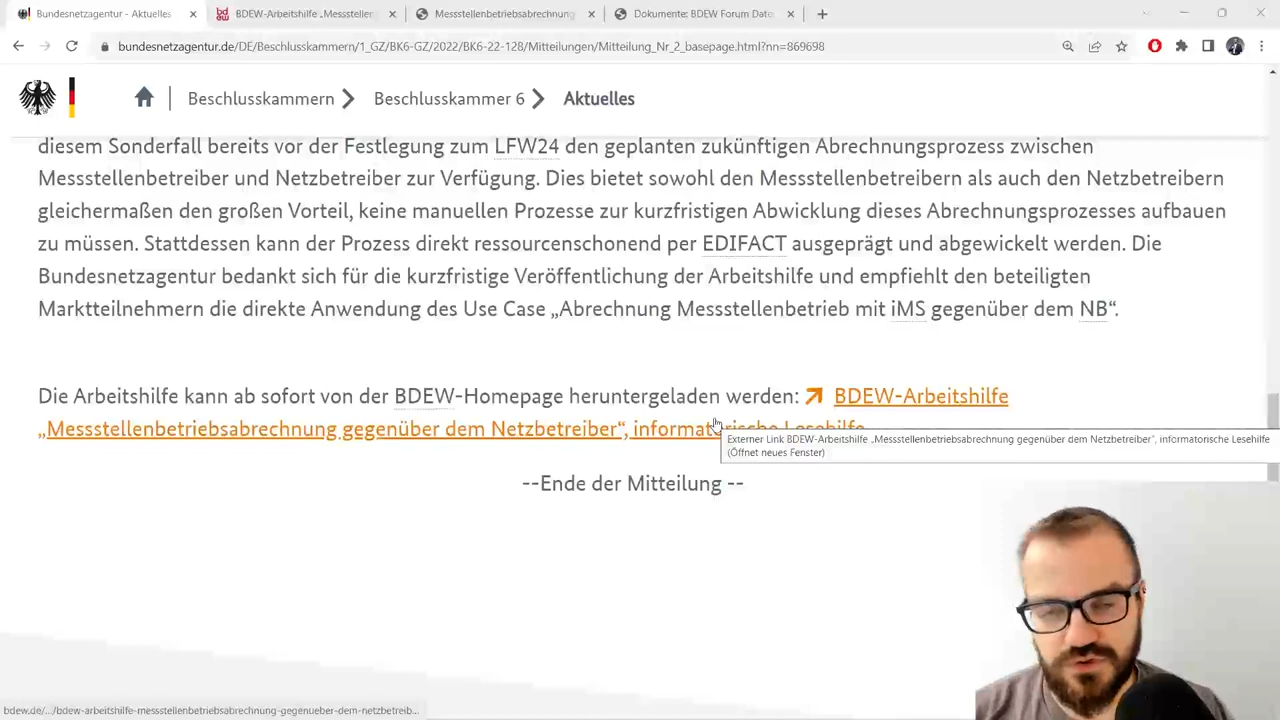 Bundesnetzagentur - Aktuelles
BDEW-Arbeitshilfe „Messstellen
Messstellenbetriebsabrechnung
Dokumente: BDEW Forum Date
bundesnetzagentur.de/DE/Beschlusskammern/1_GZ/BK6-GZ/2022/BK6-22-128/Mitteilungen/Mitteilung_Nr_2_basepage.html?nn=869698
Beschlusskammern
Beschlusskammer 6
Aktuelles
diesem Sonderfall bereits vor der Festlegung zum LFW24 den geplanten zukünftigen Abrechnungsprozess zwischen
Messstellenbetreiber und Netzbetreiber zur Verfügung. Dies bietet sowohl den Messstellenbetreibern als auch den Netzbetreibern
gleichermaßen den großen Vorteil, keine manuellen Prozesse zur kurzfristigen Abwicklung dieses Abrechnungsprozesses aufbauen
zu müssen. Stattdessen kann der Prozess direkt ressourcenschonend per EDIFACT ausgeprägt und abgewickelt werden. Die
Bundesnetzagentur bedankt sich für die kurzfristige Veröffentlichung der Arbeitshilfe und empfiehlt den beteiligten
Marktteilnehmern die direkte Anwendung des Use Case „Abrechnung Messstellenbetrieb mit iMS gegenüber dem NB“.
Die Arbeitshilfe kann ab sofort von der BDEW-Homepage heruntergeladen werden: BDEW-Arbeitshilfe
„Messstellenbetriebsabrechnung gegenüber dem Netzbetreiber“, informatorische Lesehilfe
Externer Link BDEW-Arbeitshilfe „Messstellenbetriebsabrechnung gegenüber dem Netzbetreiber“, informatorische Lesehilfe
(Öffnet neues Fenster)
--Ende der Mitteilung --
bdew.de/.../bdew-arbeitshilfe-messstellenbetriebsabrechnung-gegenueber-dem-netzbetreib...